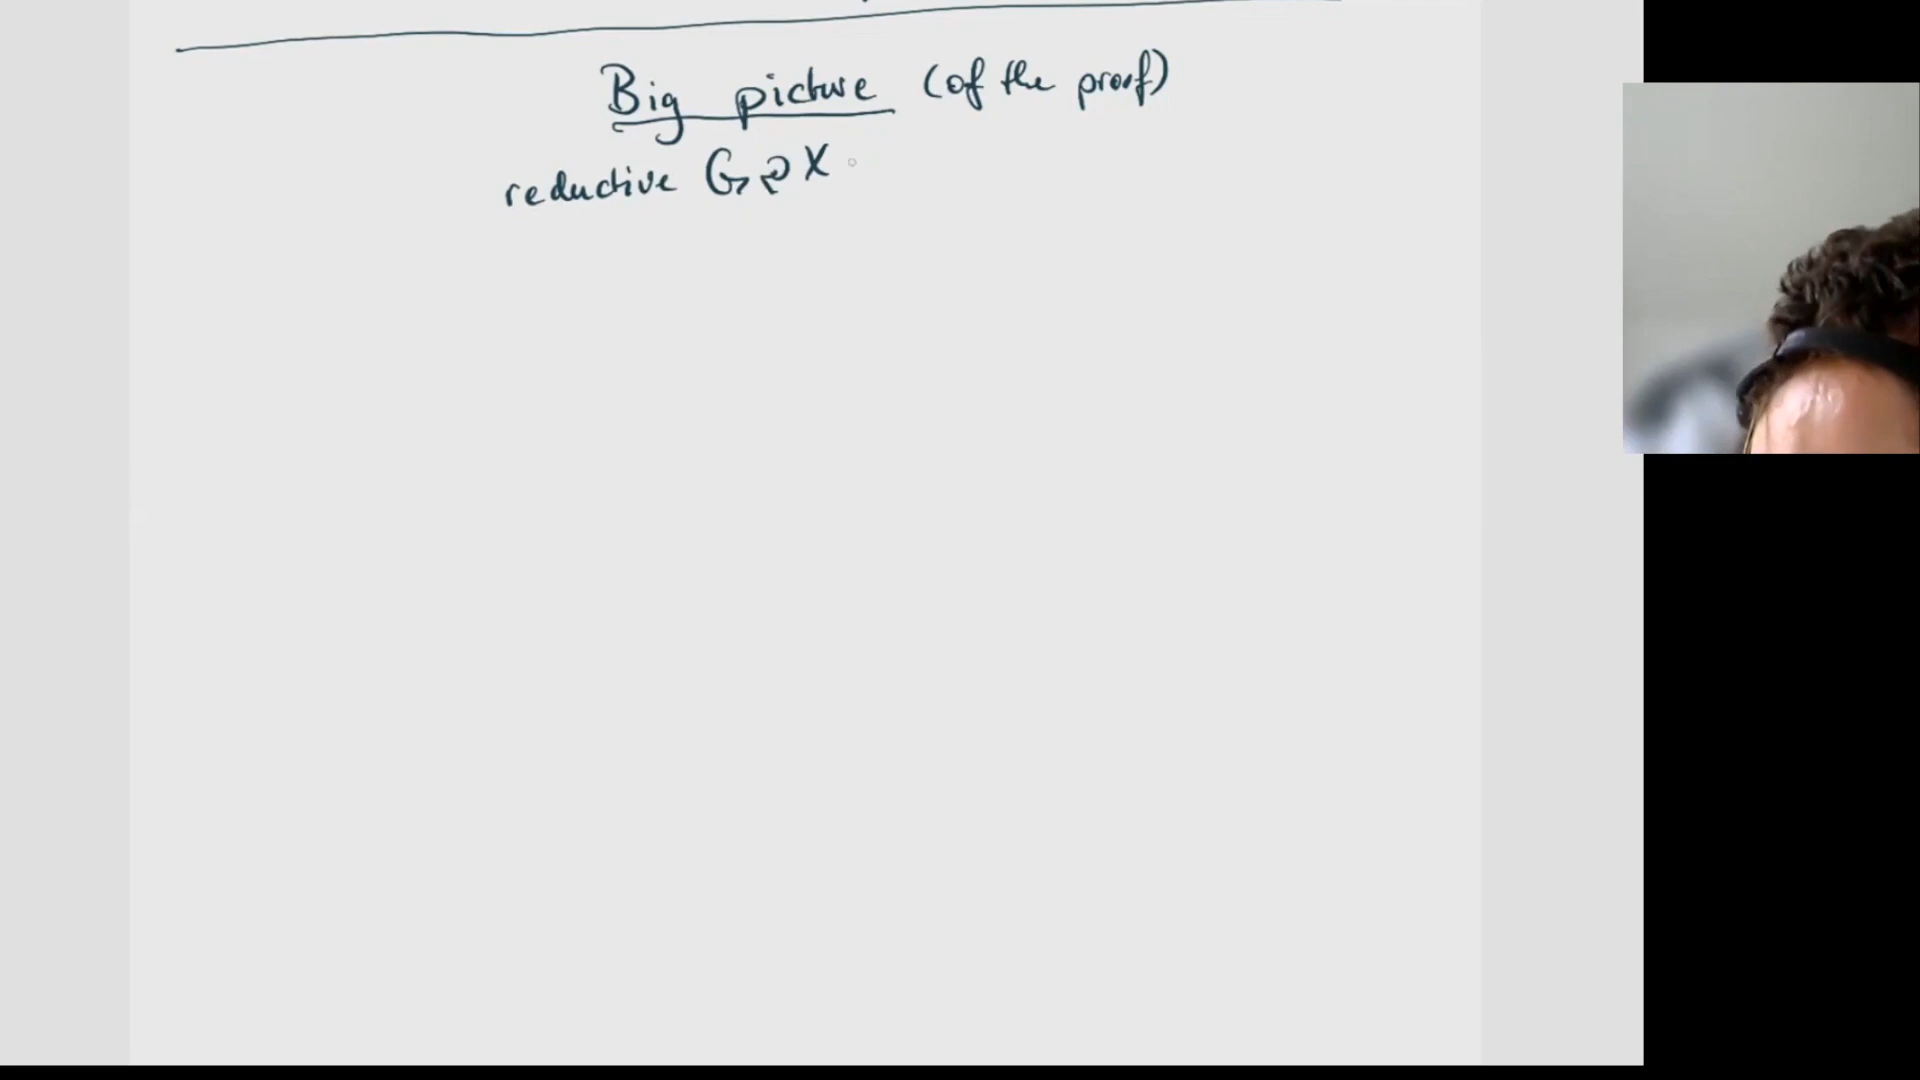 Big picture (of the proof)
reductive G ↻ X